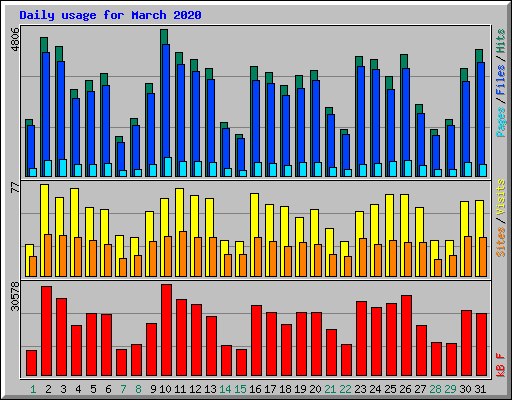 Daily usage for March 2020
4806
Pages / Files / Hits
77
Sites / Visits
30578
kB F
1 2 3 4 5 6 7 8 9 10 11 12 13 14 15 16 17 18 19 20 21 22 23 24 25 26 27 28 29 30 31